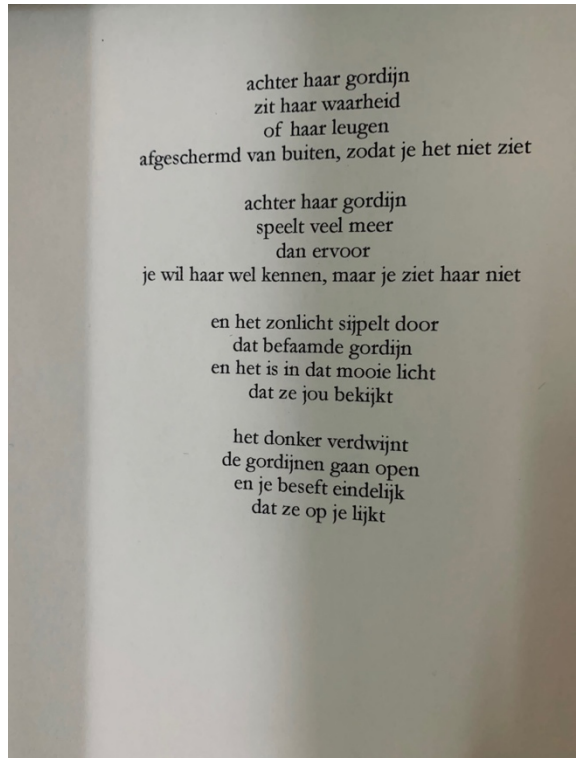 achter haar gordijn
zit haar waarheid
of haar leugen
afgeschermd van buiten, zodat je het niet ziet
achter haar gordijn
speelt veel meer
dan ervoor
je wil haar wel kennen, maar je ziet haar niet
en het zonlicht sijpelt door
dat befaamde gordijn
en het is in dat mooie licht
dat ze jou bekijkt
het donker verdwijnt
de gordijnen gaan open
en je beseft eindelijk
dat ze op je lijkt